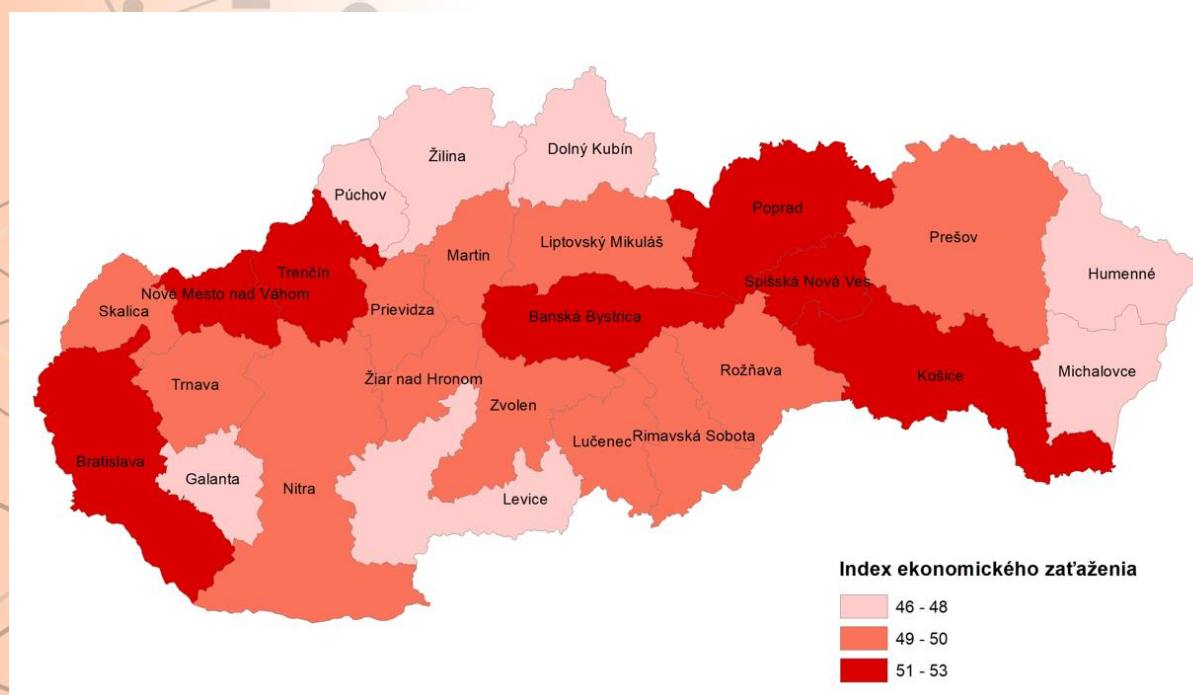 Dolný Kubín
Žilina
Púchov
Poprad
Prešov
Martin
Liptovský Mikuláš
Trenčín
Humenné
Spišská Nová Ves
Nové Mesto nad Váhom
Skalica
Prievidza
Banská Bystrica
Rožňava
Michalovce
Košice
Žiar nad Hronom
Trnava
Zvolen
Lučenec
Rimavská Sobota
Bratislava
Galanta
Nitra
Levice
Index ekonomického zaťaženia
46 - 48
49 - 50
51 - 53